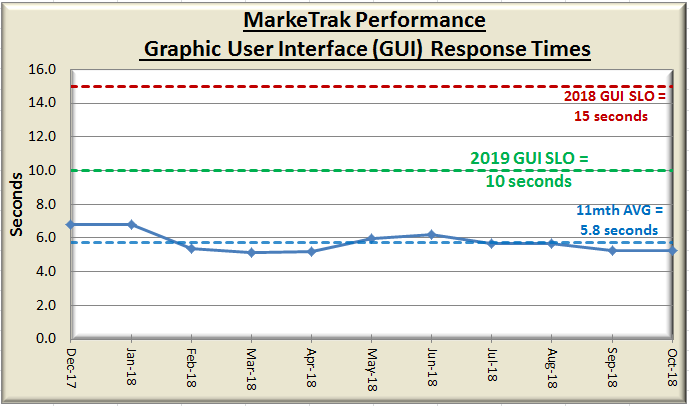 MarkeTrak Performance
Graphic User Interface (GUI) Response Times
16.0
14.0
12.0
10.0
8.0
6.0
4.0
2.0
0.0
Seconds
2018 GUI SLO =
15 seconds
2019 GUI SLO =
10 seconds
11mth AVG =
5.8 seconds
Dec-17
Jan-18
Feb-18
Mar-18
Apr-18
May-18
Jun-18
Jul-18
Aug-18
Sep-18
Oct-18